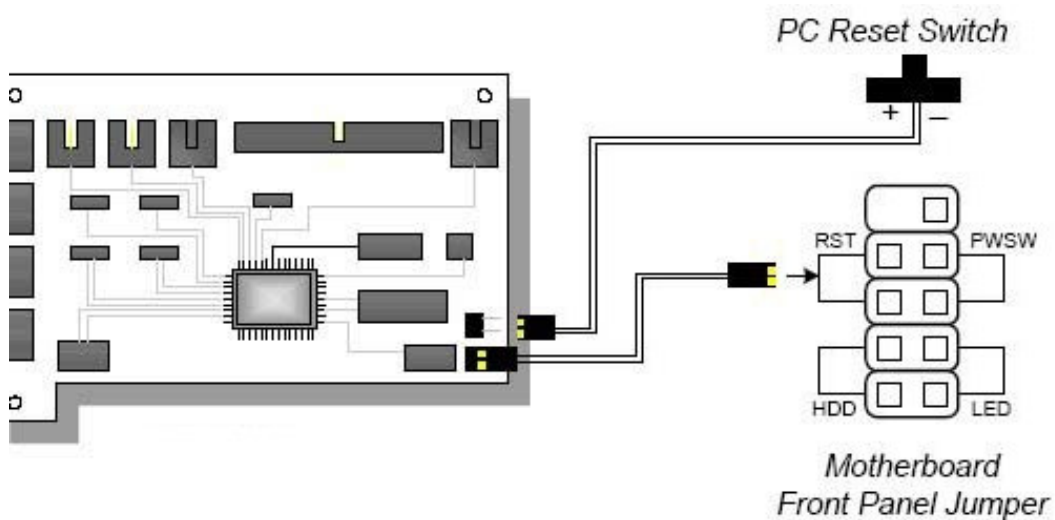 PC Reset Switch
+ –
RST PWSW
HDD LED
Motherboard
Front Panel Jumper